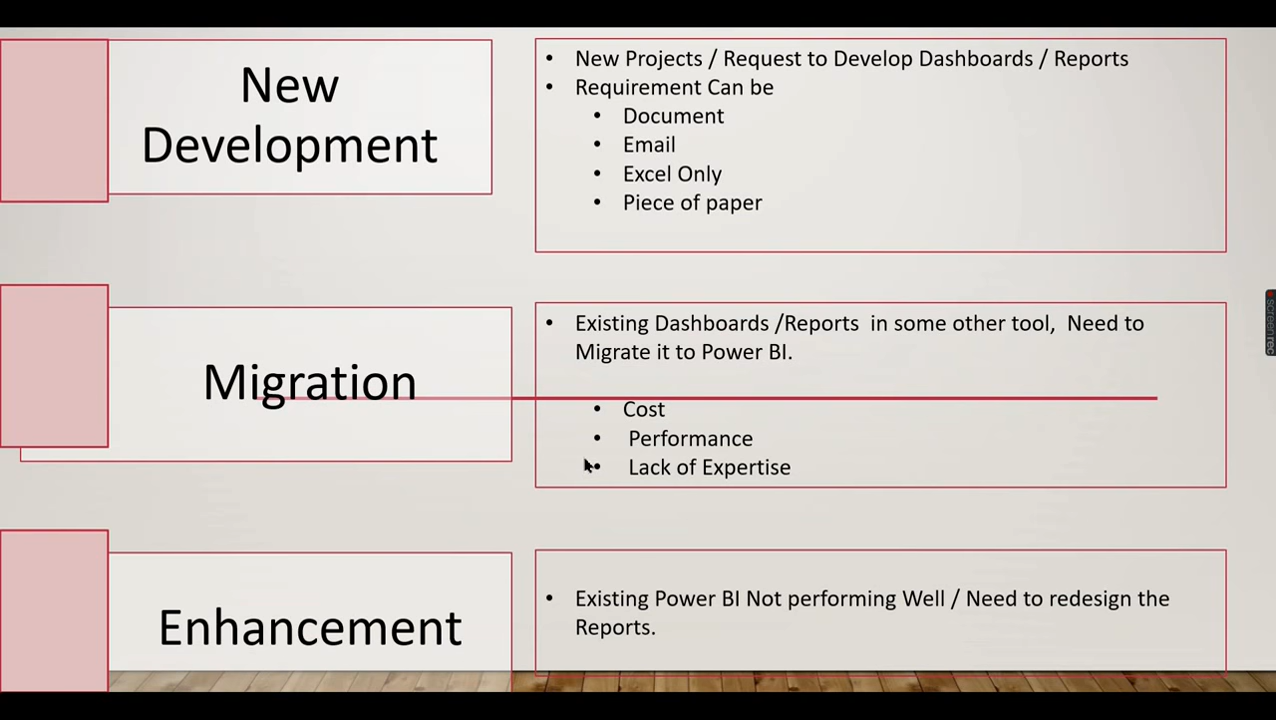 New
Development
• New Projects / Request to Develop Dashboards / Reports
• Requirement Can be
• Document
• Email
• Excel Only
• Piece of paper
Migration
• Existing Dashboards /Reports in some other tool, Need to
Migrate it to Power BI.
• Cost
• Performance
• Lack of Expertise
Enhancement
• Existing Power BI Not performing Well / Need to redesign the
Reports.
screenrec